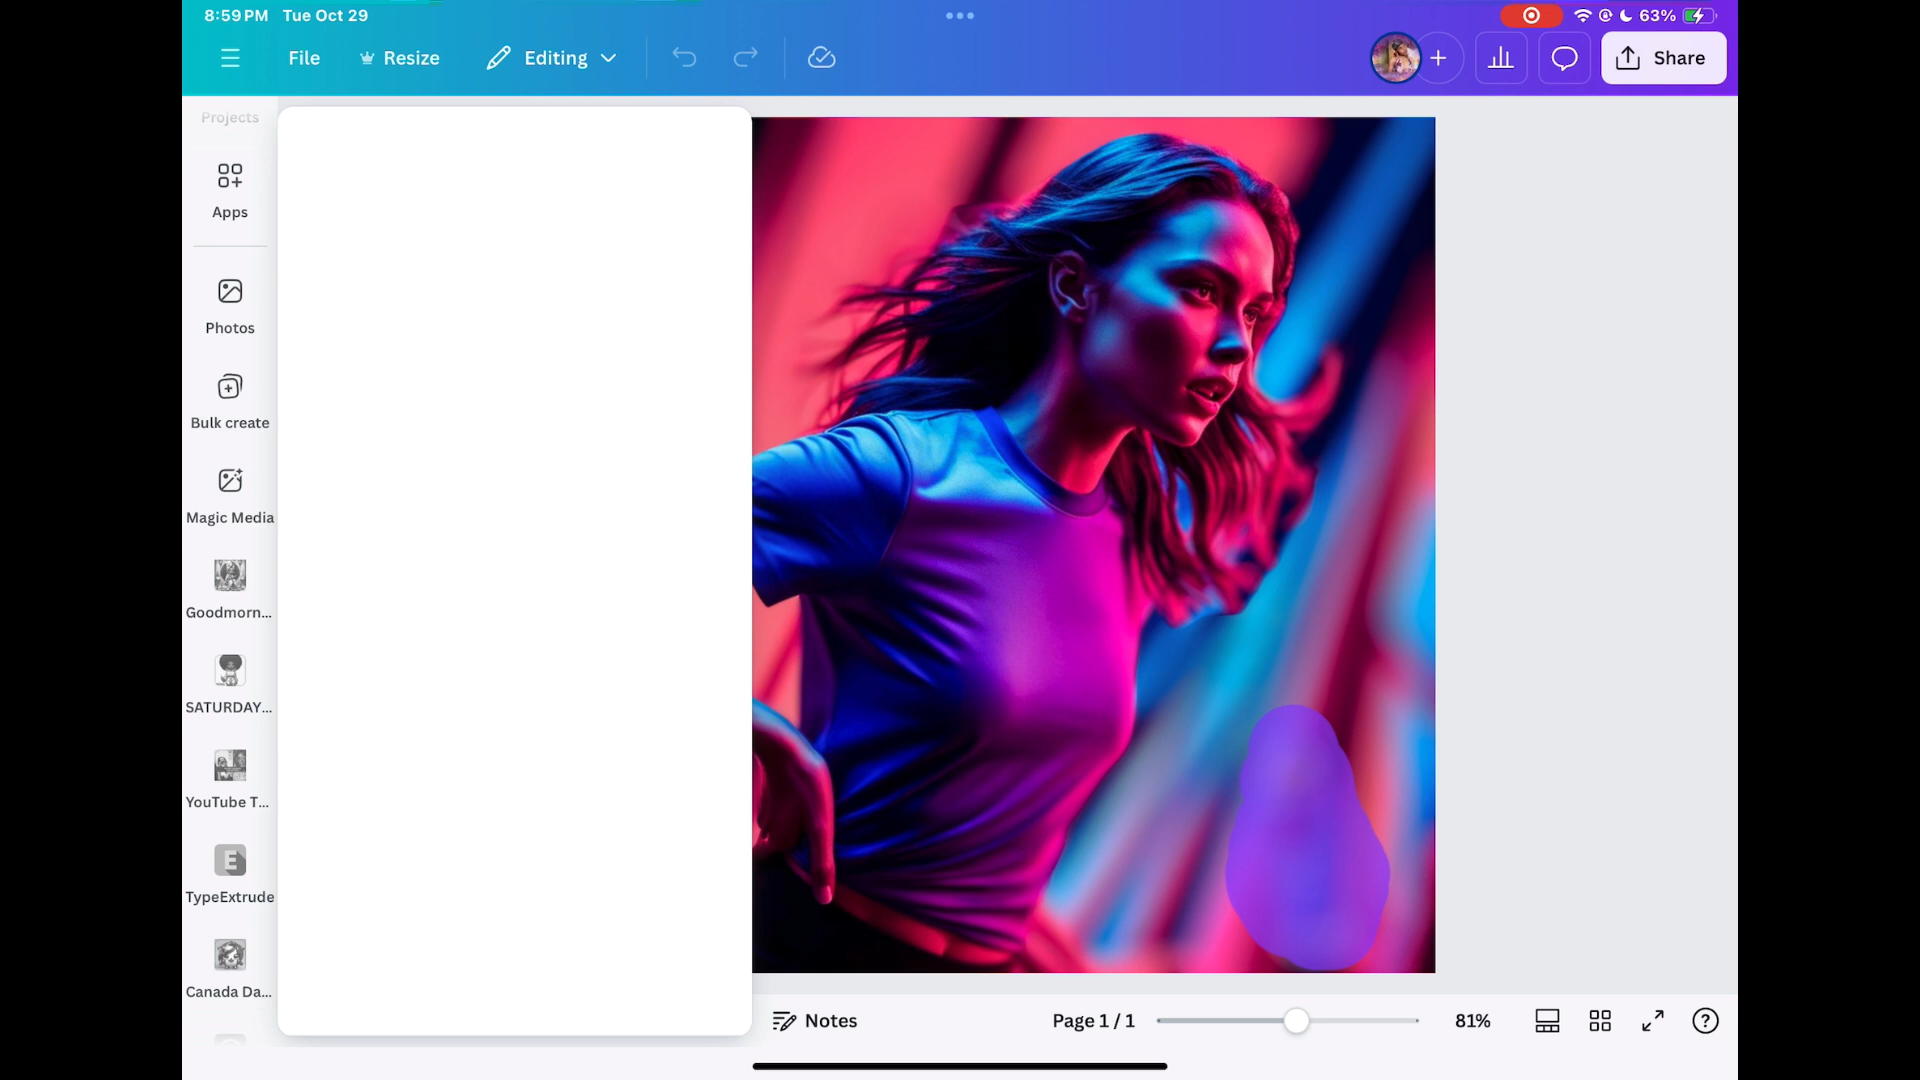 8:59 PM Tue Oct 29
63%
File
Resize
Editing
Share
Projects
Apps
Photos
Bulk create
Magic Media
Goodmorn...
SATURDAY...
YouTube T...
TypeExtrude
Canada Da...
Notes
Page 1 / 1
81%